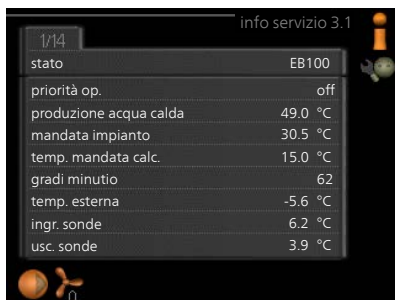 info servizio 3.1
1/14
stato EB100
priorità op. off
produzione acqua calda 49.0 °C
mandata impianto 30.5 °C
temp. mandata calc. 15.0 °C
gradi minutio 62
temp. esterna -5.6 °C
ingr. sonde 6.2 °C
usc. sonde 3.9 °C